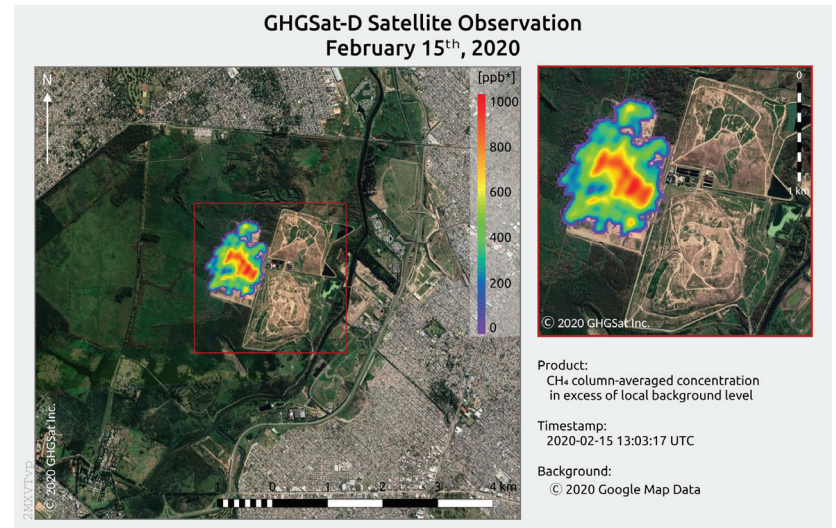 GHGSat-D Satellite Observation
February 15ᵗʰ, 2020
N
[ppb*]
1000
800
600
400
200
0
© 2020 GHGSat Inc.
2MXVTvp
1 0 1 2 3 4 km
0
1 km
© 2020 GHGSat Inc.
Product:
CH₄ column-averaged concentration
in excess of local background level
Timestamp:
2020-02-15 13:03:17 UTC
Background:
© 2020 Google Map Data